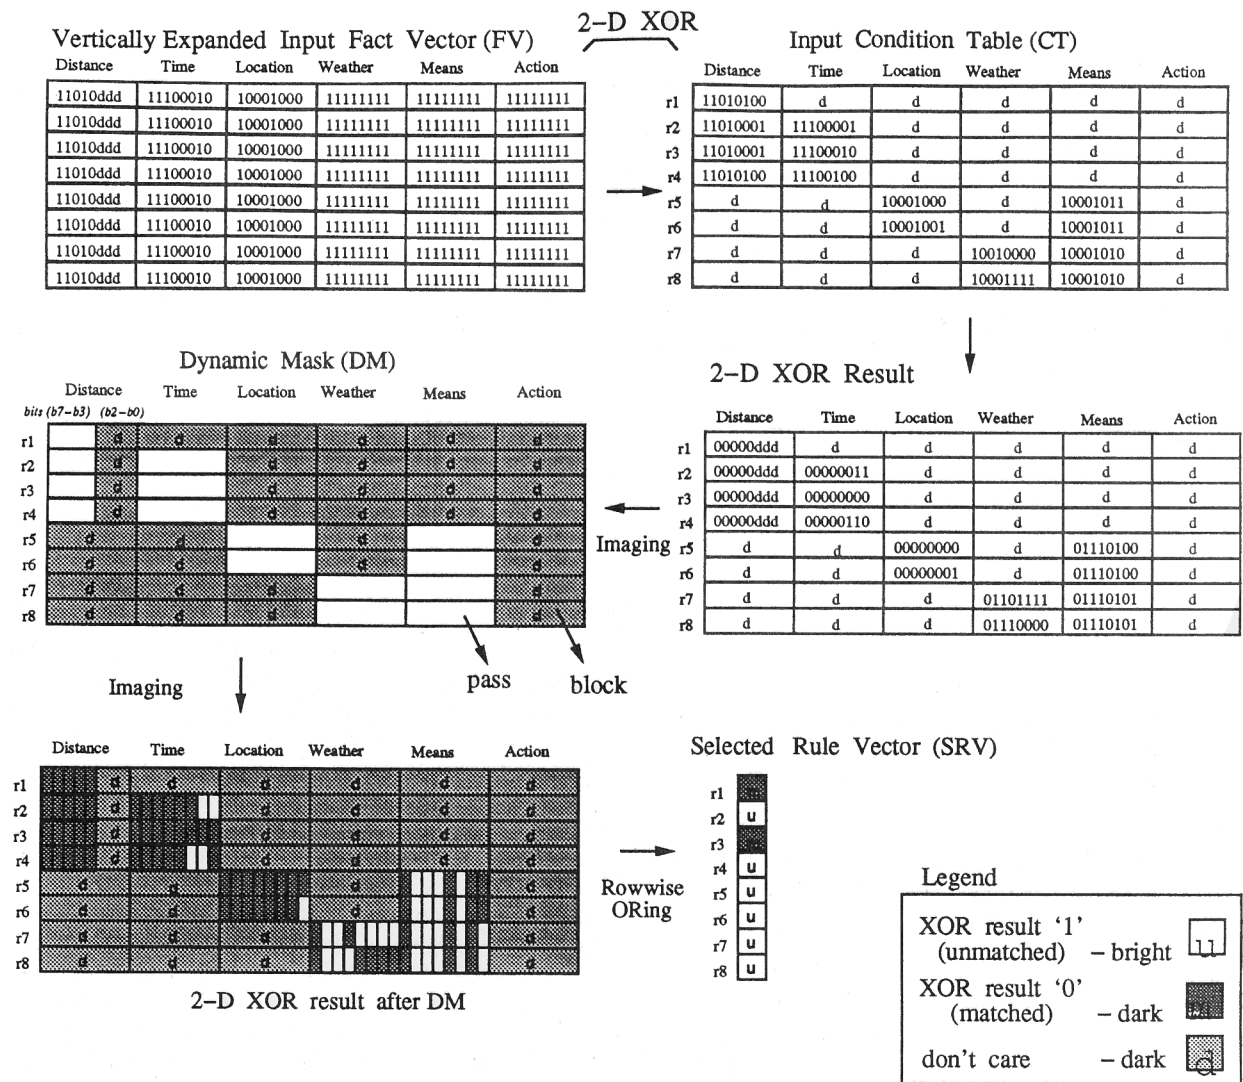 2-D XOR
Vertically Expanded Input Fact Vector (FV)
Distance Time Location Weather Means Action
11010ddd 11100010 10001000 11111111 11111111 11111111
11010ddd 11100010 10001000 11111111 11111111 11111111
11010ddd 11100010 10001000 11111111 11111111 11111111
11010ddd 11100010 10001000 11111111 11111111 11111111
11010ddd 11100010 10001000 11111111 11111111 11111111
11010ddd 11100010 10001000 11111111 11111111 11111111
11010ddd 11100010 10001000 11111111 11111111 11111111
11010ddd 11100010 10001000 11111111 11111111 11111111
Input Condition Table (CT)
Distance Time Location Weather Means Action
r1 11010100 d d d d d
r2 11010001 11100001 d d d d
r3 11010001 11100010 d d d d
r4 11010100 11100100 d d d d
r5 d d 10001000 d 10001011 d
r6 d d 10001001 d 10001011 d
r7 d d d 10010000 10001010 d
r8 d d d 10001111 10001010 d
2-D XOR Result
Distance Time Location Weather Means Action
r1 00000ddd d d d d d
r2 00000ddd 00000011 d d d d
r3 00000ddd 00000000 d d d d
r4 00000ddd 00000110 d d d d
r5 d d 00000000 d 01110100 d
r6 d d 00000001 d 01110100 d
r7 d d d 01101111 01110101 d
r8 d d d 01110000 01110101 d
Imaging
Dynamic Mask (DM)
Distance Time Location Weather Means Action
bits (b7-b3) (b2-b0)
r1 d d d d d d
r2 d d d d d
r3 d d d d d
r4 d d d d d
r5 d d d d
r6 d d d d
r7 d d d d
r8 d d d d
pass
block
Imaging
Distance Time Location Weather Means Action
r1 d d d d d d
r2 d d d d d
r3 d d d d d
r4 d d d d d
r5 d d d d
r6 d d d d
r7 d d d d
r8 d d d d
2-D XOR result after DM
Rowwise
ORing
Selected Rule Vector (SRV)
r1 m
r2 u
r3 m
r4 u
r5 u
r6 u
r7 u
r8 u
Legend
XOR result '1'
(unmatched) - bright u
XOR result '0'
(matched) - dark m
don't care - dark d